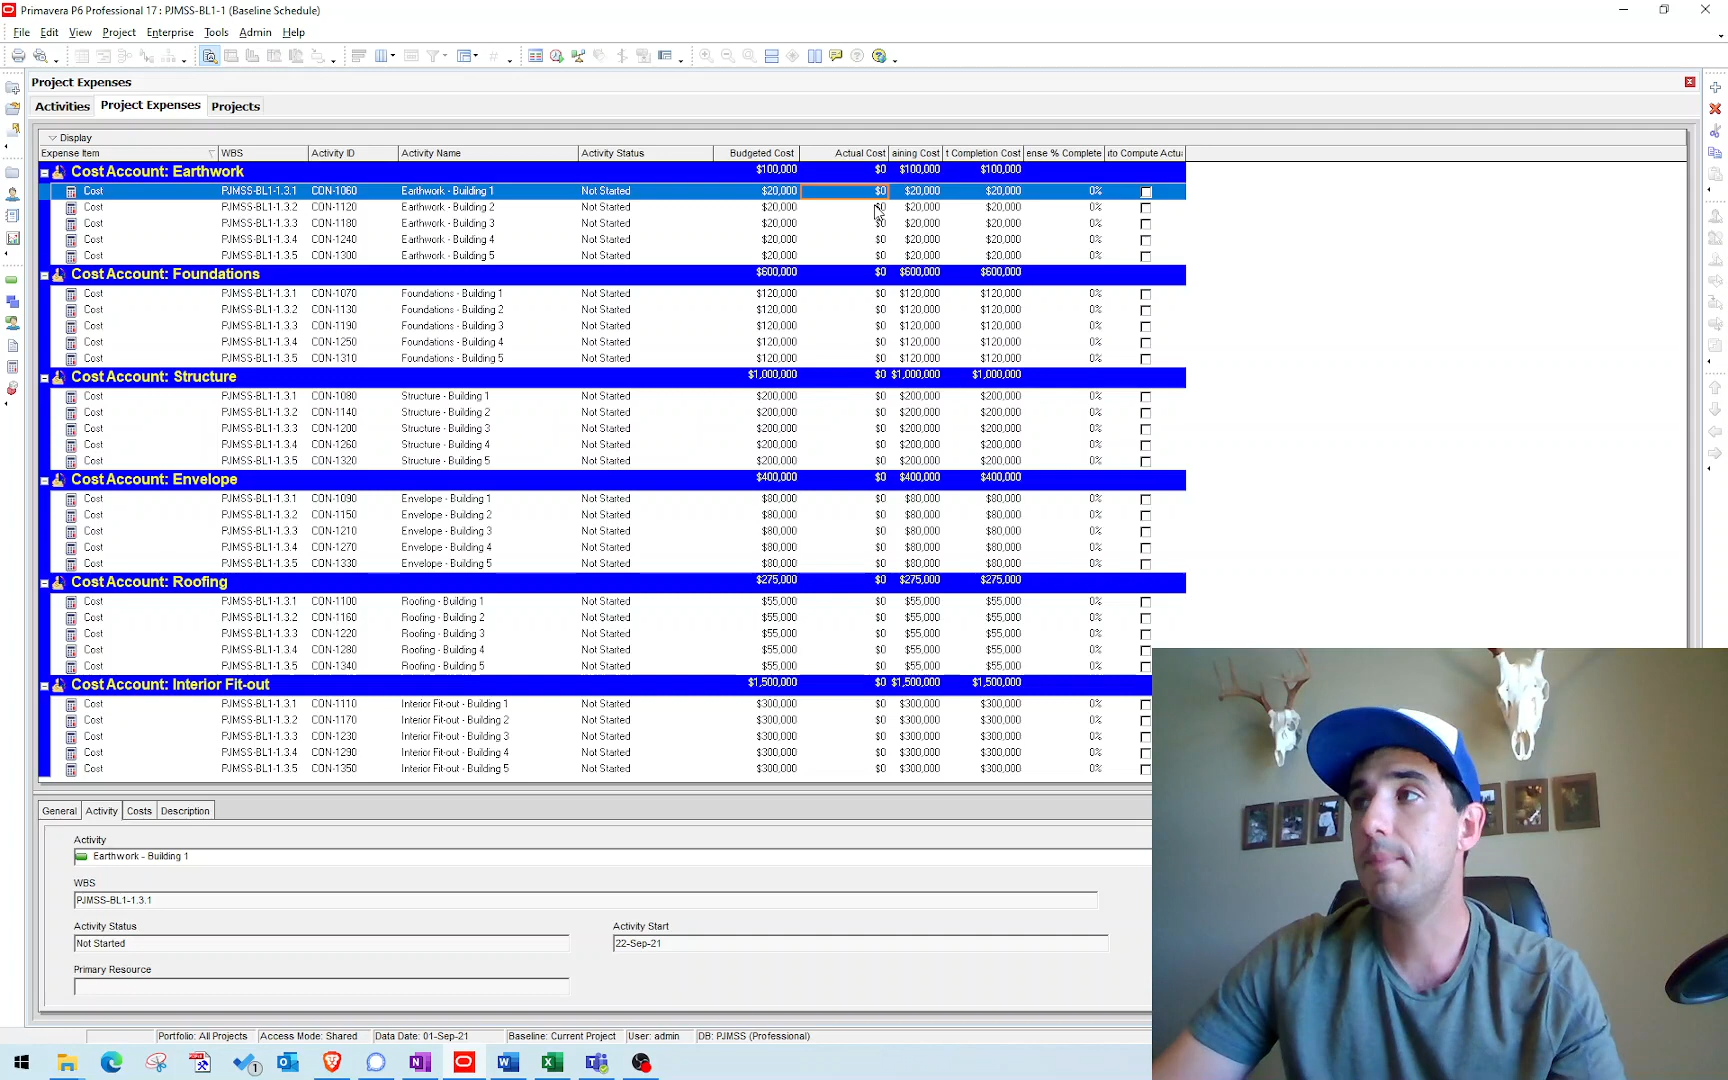 Primavera P6 Professional 17 : PJMSS-BL1-1 (Baseline Schedule)
File Edit View Project Enterprise Tools Admin Help
Project Expenses
Activities Project Expenses Projects
Display
Expense Item WBS Activity ID Activity Name Activity Status Budgeted Cost Actual Cost aining Cost t Completion Cost ense % Complete ito Compute Actu
Cost Account: Earthwork $100,000 $0 $100,000 $100,000
Cost PJMSS-BL1-1.3.1 CON-1060 Earthwork - Building 1 Not Started $20,000 $0 $20,000 $20,000 0%
Cost PJMSS-BL1-1.3.2 CON-1120 Earthwork - Building 2 Not Started $20,000 $0 $20,000 $20,000 0%
Cost PJMSS-BL1-1.3.3 CON-1180 Earthwork - Building 3 Not Started $20,000 $0 $20,000 $20,000 0%
Cost PJMSS-BL1-1.3.4 CON-1240 Earthwork - Building 4 Not Started $20,000 $0 $20,000 $20,000 0%
Cost PJMSS-BL1-1.3.5 CON-1300 Earthwork - Building 5 Not Started $20,000 $0 $20,000 $20,000 0%
Cost Account: Foundations $600,000 $0 $600,000 $600,000
Cost PJMSS-BL1-1.3.1 CON-1070 Foundations - Building 1 Not Started $120,000 $0 $120,000 $120,000 0%
Cost PJMSS-BL1-1.3.2 CON-1130 Foundations - Building 2 Not Started $120,000 $0 $120,000 $120,000 0%
Cost PJMSS-BL1-1.3.3 CON-1190 Foundations - Building 3 Not Started $120,000 $0 $120,000 $120,000 0%
Cost PJMSS-BL1-1.3.4 CON-1250 Foundations - Building 4 Not Started $120,000 $0 $120,000 $120,000 0%
Cost PJMSS-BL1-1.3.5 CON-1310 Foundations - Building 5 Not Started $120,000 $0 $120,000 $120,000 0%
Cost Account: Structure $1,000,000 $0 $1,000,000 $1,000,000
Cost PJMSS-BL1-1.3.1 CON-1080 Structure - Building 1 Not Started $200,000 $0 $200,000 $200,000 0%
Cost PJMSS-BL1-1.3.2 CON-1140 Structure - Building 2 Not Started $200,000 $0 $200,000 $200,000 0%
Cost PJMSS-BL1-1.3.3 CON-1200 Structure - Building 3 Not Started $200,000 $0 $200,000 $200,000 0%
Cost PJMSS-BL1-1.3.4 CON-1260 Structure - Building 4 Not Started $200,000 $0 $200,000 $200,000 0%
Cost PJMSS-BL1-1.3.5 CON-1320 Structure - Building 5 Not Started $200,000 $0 $200,000 $200,000 0%
Cost Account: Envelope $400,000 $0 $400,000 $400,000
Cost PJMSS-BL1-1.3.1 CON-1090 Envelope - Building 1 Not Started $80,000 $0 $80,000 $80,000 0%
Cost PJMSS-BL1-1.3.2 CON-1150 Envelope - Building 2 Not Started $80,000 $0 $80,000 $80,000 0%
Cost PJMSS-BL1-1.3.3 CON-1210 Envelope - Building 3 Not Started $80,000 $0 $80,000 $80,000 0%
Cost PJMSS-BL1-1.3.4 CON-1270 Envelope - Building 4 Not Started $80,000 $0 $80,000 $80,000 0%
Cost PJMSS-BL1-1.3.5 CON-1330 Envelope - Building 5 Not Started $80,000 $0 $80,000 $80,000 0%
Cost Account: Roofing $275,000 $0 $275,000 $275,000
Cost PJMSS-BL1-1.3.1 CON-1100 Roofing - Building 1 Not Started $55,000 $0 $55,000 $55,000 0%
Cost PJMSS-BL1-1.3.2 CON-1160 Roofing - Building 2 Not Started $55,000 $0 $55,000 $55,000 0%
Cost PJMSS-BL1-1.3.3 CON-1220 Roofing - Building 3 Not Started $55,000 $0 $55,000 $55,000 0%
Cost PJMSS-BL1-1.3.4 CON-1280 Roofing - Building 4 Not Started $55,000 $0 $55,000 $55,000 0%
Cost PJMSS-BL1-1.3.5 CON-1340 Roofing - Building 5 Not Started $55,000 $0 $55,000 $55,000 0%
Cost Account: Interior Fit-out $1,500,000 $0 $1,500,000 $1,500,000
Cost PJMSS-BL1-1.3.1 CON-1110 Interior Fit-out - Building 1 Not Started $300,000 $0 $300,000 $300,000 0%
Cost PJMSS-BL1-1.3.2 CON-1170 Interior Fit-out - Building 2 Not Started $300,000 $0 $300,000 $300,000 0%
Cost PJMSS-BL1-1.3.3 CON-1230 Interior Fit-out - Building 3 Not Started $300,000 $0 $300,000 $300,000 0%
Cost PJMSS-BL1-1.3.4 CON-1290 Interior Fit-out - Building 4 Not Started $300,000 $0 $300,000 $300,000 0%
Cost PJMSS-BL1-1.3.5 CON-1350 Interior Fit-out - Building 5 Not Started $300,000 $0 $300,000 $300,000 0%
General Activity Costs Description
Activity
Earthwork - Building 1
WBS
PJMSS-BL1-1.3.1
Activity Status Activity Start
Not Started 22-Sep-21
Primary Resource
Portfolio: All Projects Access Mode: Shared Data Date: 01-Sep-21 Baseline: Current Project User: admin DB: PJMSS (Professional)